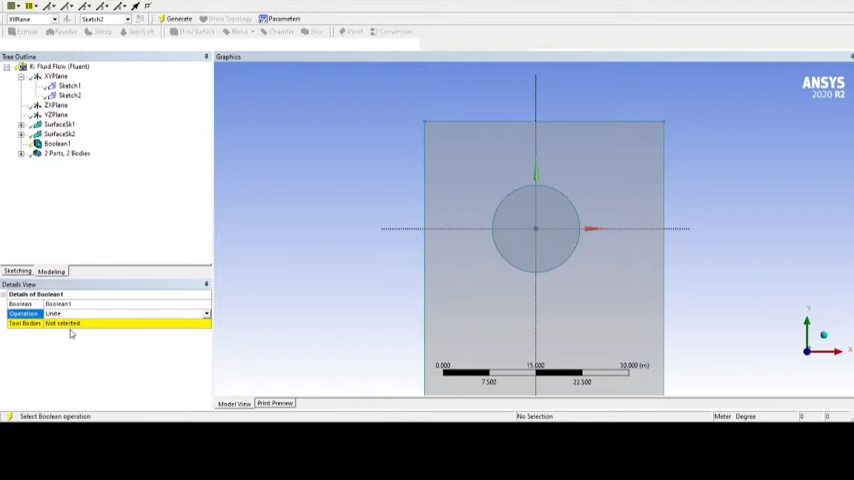 XYPlane
Sketch2
Generate
Share Topology
Parameters
Extrude
Revolve
Sweep
Skin/Loft
Thin/Surface
Blend
Chamfer
Slice
Point
Conversion
Tree Outline
Graphics
K: Fluid Flow (Fluent)
XYPlane
Sketch1
Sketch2
ZXPlane
YZPlane
SurfaceSk1
SurfaceSk2
Boolean1
2 Parts, 2 Bodies
ANSYS
2020 R2
Sketching
Modeling
Details View
Details of Boolean1
Boolean
Boolean1
Operation
Unite
Tool Bodies
Not selected
0.000
15.000
30.000 (m)
7.500
22.500
Y
X
Model View
Print Preview
Select Boolean operation
No Selection
Meter
Degree
0
0